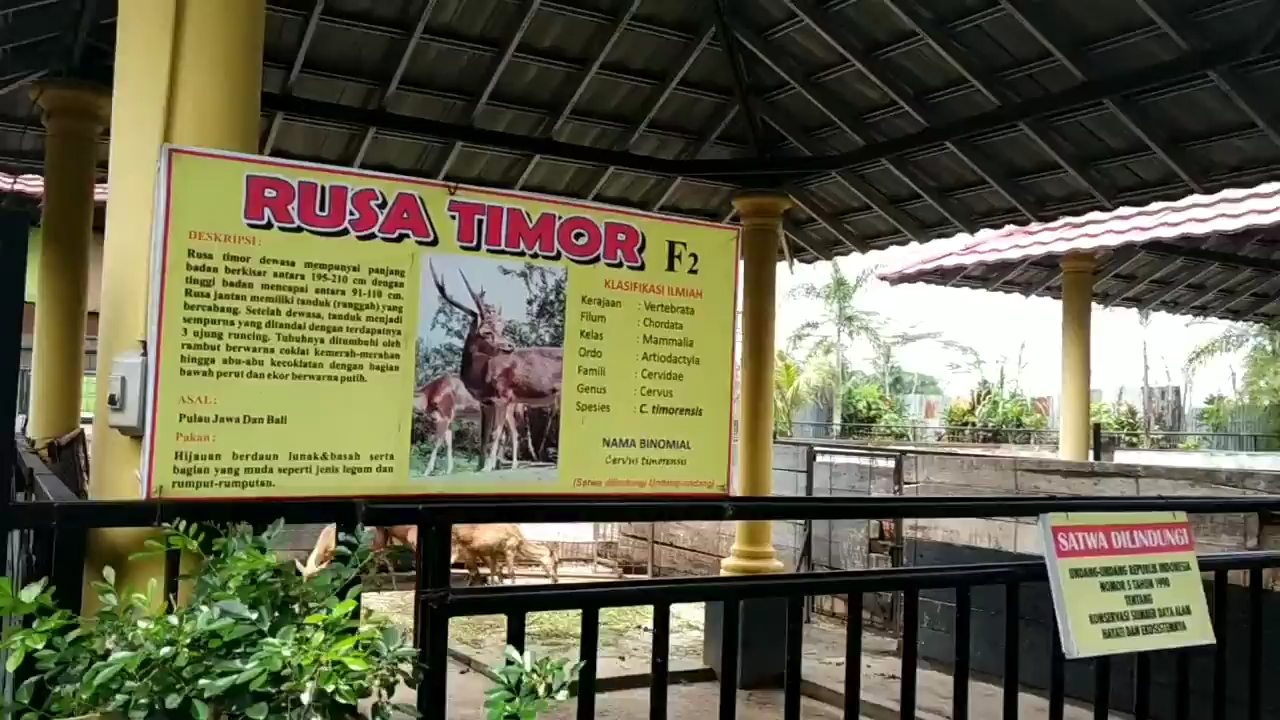 RUSA TIMOR F2
DESKRIPSI :
Rusa timor dewasa mempunyai panjang
badan berkisar antara 195-210 cm dengan
tinggi badan mencapai antara 91-110 cm.
Rusa jantan memiliki tanduk (ranggah) yang
bercabang. Setelah dewasa, tanduk menjadi
sempurna yang ditandai dengan terdapatnya
3 ujung runcing. Tubuhnya ditumbuhi oleh
rambut berwarna coklat kemerah-merahan
hingga abu-abu kecoklatan dengan bagian
bawah perut dan ekor berwarna putih.
ASAL :
Pulau Jawa Dan Bali
Pakan :
Hijauan berdaun lunak&basah serta
bagian yang muda seperti jenis legum dan
rumput-rumputan.
KLASIFIKASI ILMIAH
Kerajaan : Vertebrata
Filum : Chordata
Kelas : Mammalia
Ordo : Artiodactyla
Famili : Cervidae
Genus : Cervus
Spesies : C. timorensis
NAMA BINOMIAL
Cervus timorensis
(Satwa dilindungi Undang-undang)
SATWA DILINDUNGI
UNDANG-UNDANG REPUBLIK INDONESIA
NOMOR 5 TAHUN 1990
TENTANG
KONSERVASI SUMBER DAYA ALAM
HAYATI DAN EKOSISTEMNYA